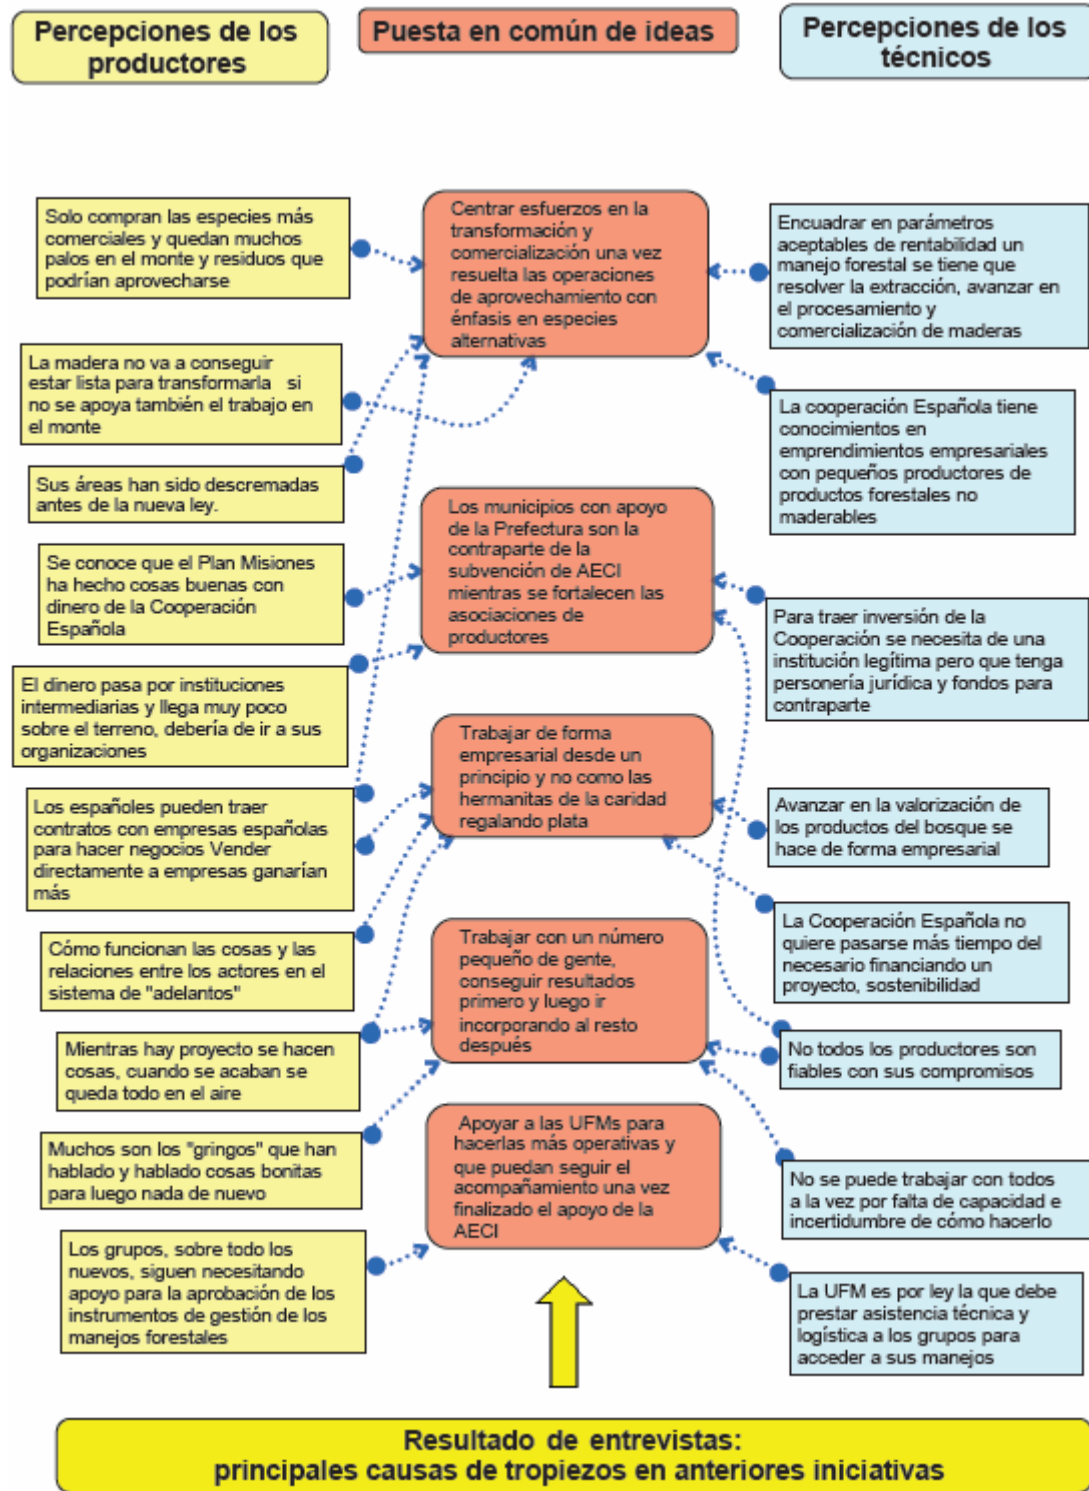 Percepciones de los
productores
Puesta en común de ideas
Percepciones de los
técnicos
Solo compran las especies más
comerciales y quedan muchos
palos en el monte y residuos que
podrían aprovecharse
La madera no va a conseguir
estar lista para transformarla si
no se apoya también el trabajo en
el monte
Sus áreas han sido descremadas
antes de la nueva ley.
Se conoce que el Plan Misiones
ha hecho cosas buenas con
dinero de la Cooperación
Española
El dinero pasa por instituciones
intermediarias y llega muy poco
sobre el terreno, debería de ir a sus
organizaciones
Los españoles pueden traer
contratos con empresas españolas
para hacer negocios Vender
directamente a empresas ganarían
más
Cómo funcionan las cosas y las
relaciones entre los actores en el
sistema de "adelantos"
Mientras hay proyecto se hacen
cosas, cuando se acaban se
queda todo en el aire
Muchos son los "gringos" que han
hablado y hablado cosas bonitas
para luego nada de nuevo
Los grupos, sobre todo los
nuevos, siguen necesitando
apoyo para la aprobación de los
instrumentos de gestión de los
manejos forestales
Centrar esfuerzos en la
transformación y
comercialización una vez
resuelta las operaciones
de aprovechamiento con
énfasis en especies
alternativas
Los municipios con apoyo
de la Prefectura son la
contraparte de la
subvención de AECI
mientras se fortalecen las
asociaciones de
productores
Trabajar de forma
empresarial desde un
principio y no como las
hermanitas de la caridad
regalando plata
Trabajar con un número
pequeño de gente,
conseguir resultados
primero y luego ir
incorporando al resto
después
Apoyar a las UFMs para
hacerlas más operativas y
que puedan seguir el
acompañamiento una vez
finalizado el apoyo de la
AECI
Encuadrar en parámetros
aceptables de rentabilidad un
manejo forestal se tiene que
resolver la extracción, avanzar en
el procesamiento y
comercialización de maderas
La cooperación Española tiene
conocimientos en
emprendimientos empresariales
con pequeños productores de
productos forestales no
maderables
Para traer inversión de la
Cooperación se necesita de una
institución legítima pero que tenga
personería jurídica y fondos para
contraparte
Avanzar en la valorización de
los productos del bosque se
hace de forma empresarial
La Cooperación Española no
quiere pasarse más tiempo del
necesario financiando un
proyecto, sostenibilidad
No todos los productores son
fiables con sus compromisos
No se puede trabajar con todos
a la vez por falta de capacidad e
incertidumbre de cómo hacerlo
La UFM es por ley la que debe
prestar asistencia técnica y
logística a los grupos para
acceder a sus manejos
Resultado de entrevistas:
principales causas de tropiezos en anteriores iniciativas